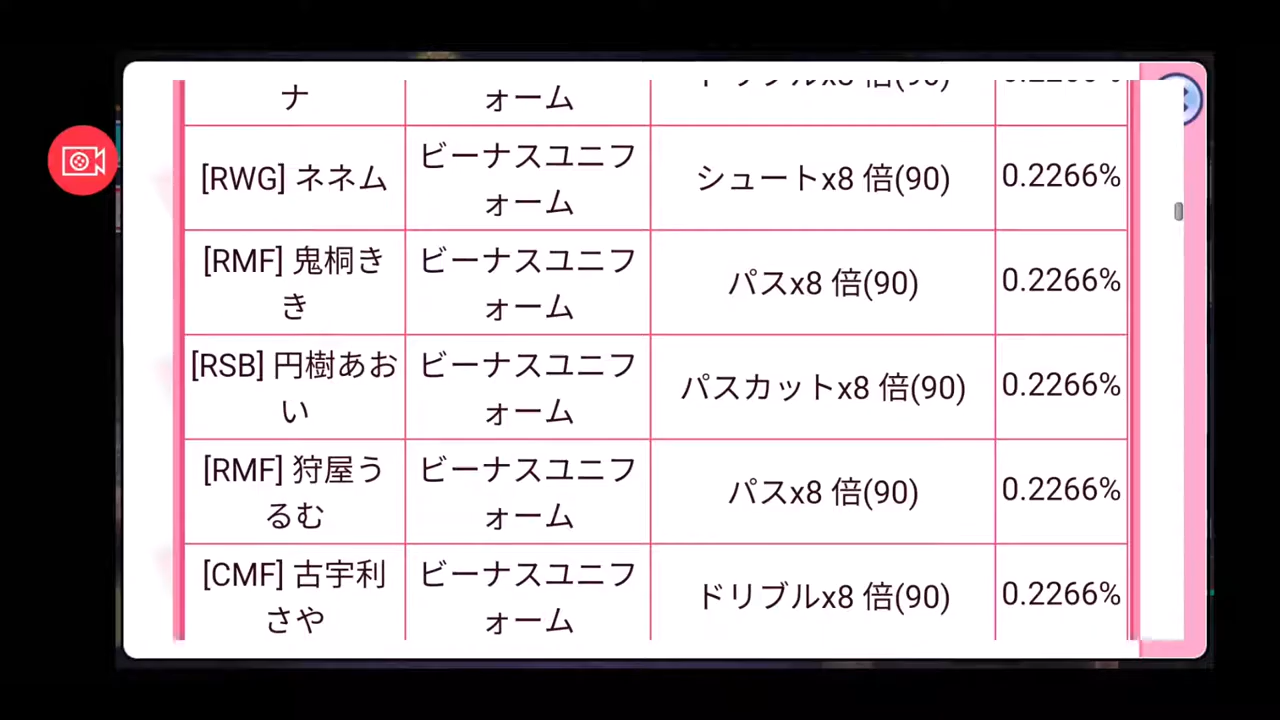 ナ
ォーム
[RWG] ネネム
ビーナスユニフ
ォーム
シュートx8 倍(90)
0.2266%
[RMF] 鬼桐き
き
ビーナスユニフ
ォーム
パスx8 倍(90)
0.2266%
[RSB] 円樹あお
い
ビーナスユニフ
ォーム
パスカットx8 倍(90)
0.2266%
[RMF] 狩屋う
るむ
ビーナスユニフ
ォーム
パスx8 倍(90)
0.2266%
[CMF] 古宇利
さや
ビーナスユニフ
ォーム
ドリブルx8 倍(90)
0.2266%